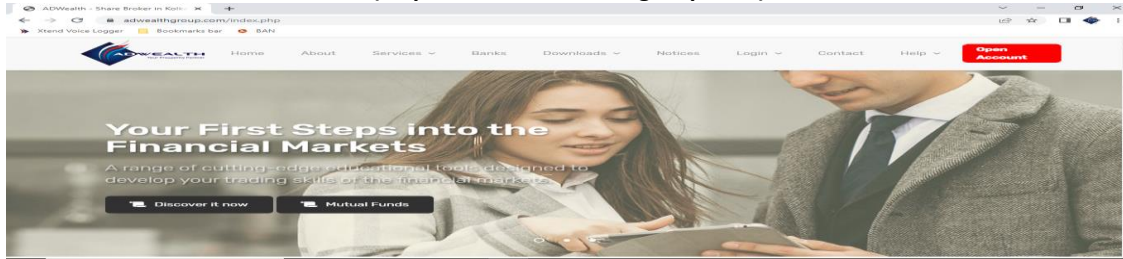 ADWealth - Share Broker in Kolk
adwealthgroup.com/index.php
Xtend Voice Logger Bookmarks bar BAN
ADWEALTH
Home About Services Banks Downloads Notices Login Contact Help
Open
Account
Your First Steps into the
Financial Markets
A range of cutting-edge educational tools designed to
develop your trading skills of the financial markets.
Discover it now Mutual Funds